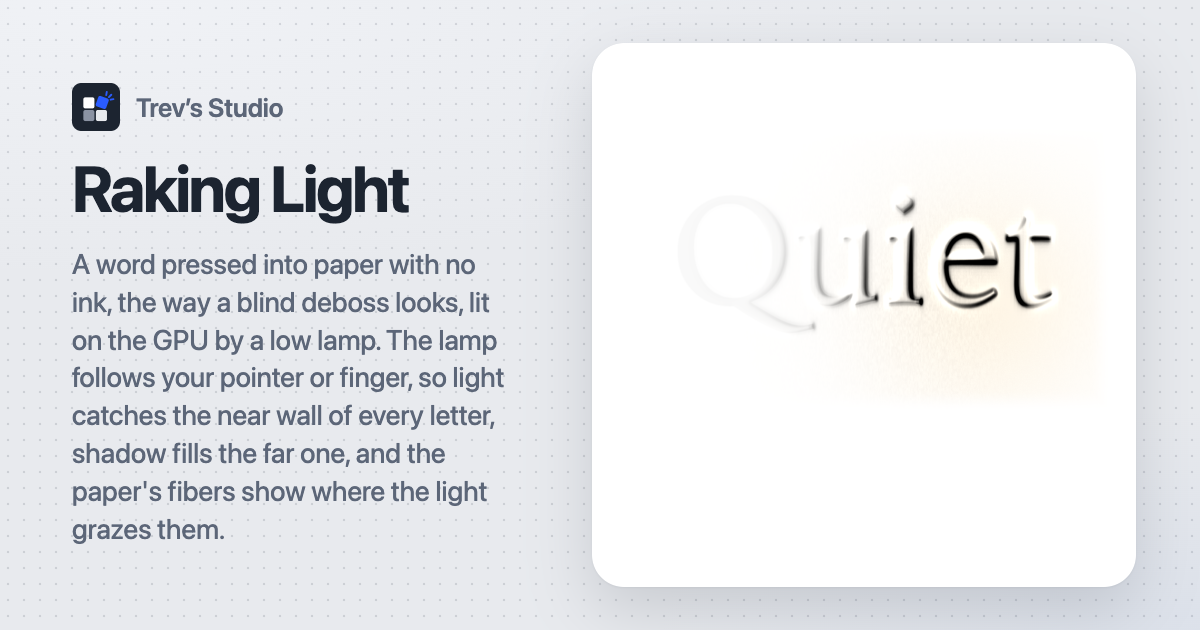 Trev’s Studio
Raking Light
A word pressed into paper with no
ink, the way a blind deboss looks, lit
on the GPU by a low lamp. The lamp
follows your pointer or finger, so light
catches the near wall of every letter,
shadow fills the far one, and the
paper's fibers show where the light
grazes them.
Quiet